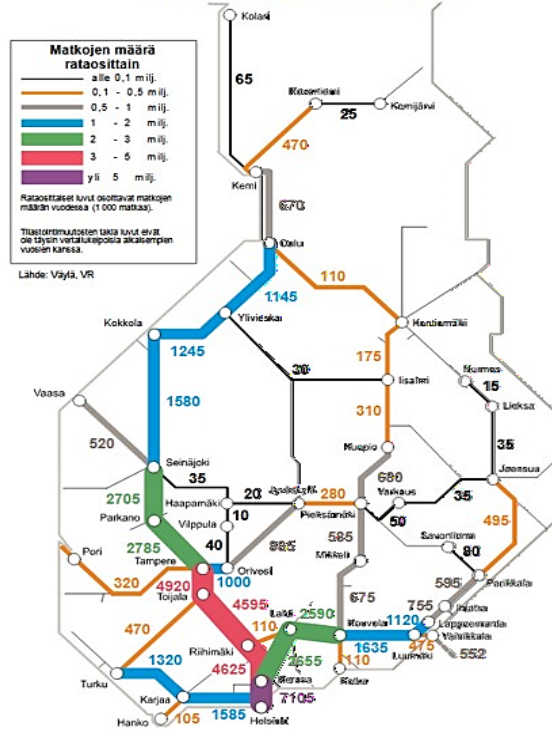 Matkojen määrä
rataosittain
alle 0,1 milj.
0,1 - 0,5 milj.
0,5 - 1 milj.
1 - 2 milj.
2 - 3 milj.
3 - 5 milj.
yli 5 milj.
Rataosittaiset luvut osoittavat matkojen
määrän vuodessa (1 000 matkaa).
Tilastointimuutosten takia luvut eivät
ole täysin vertailukelpoisia aikaisempien
vuosien kanssa.
Lähde: Väylä, VR
Kolari
65
Kemijärvi
25
470
Kemi
670
Oulu
110
1145
Ylivieska
Kokkola
1245
Kontiomäki
175
30
Iisalmi
Nurmes
15
Lieksa
1580
Vaasa
310
520
35
Kuopio
Seinäjoki
35
680
Joensuu
2705
Haapamäki
20
280
Varkaus
35
Parkano
10
Pieksämäki
50
495
Vilppula
585
Savonlinna
2785
40
Mikkeli
80
Pori
Tampere
Orivesi
1000
Parikkala
320
4920
675
595
Toijala
4595
2590
755
Imatra
470
110
Lahti
Kouvola
1120
Lappeenranta
Riihimäki
1635
475
Vainikkala
1320
4625
2655
110
Luumäki
552
Turku
Kerava
Kotka
Karjaa
7105
1585
Hanko
105
Helsinki